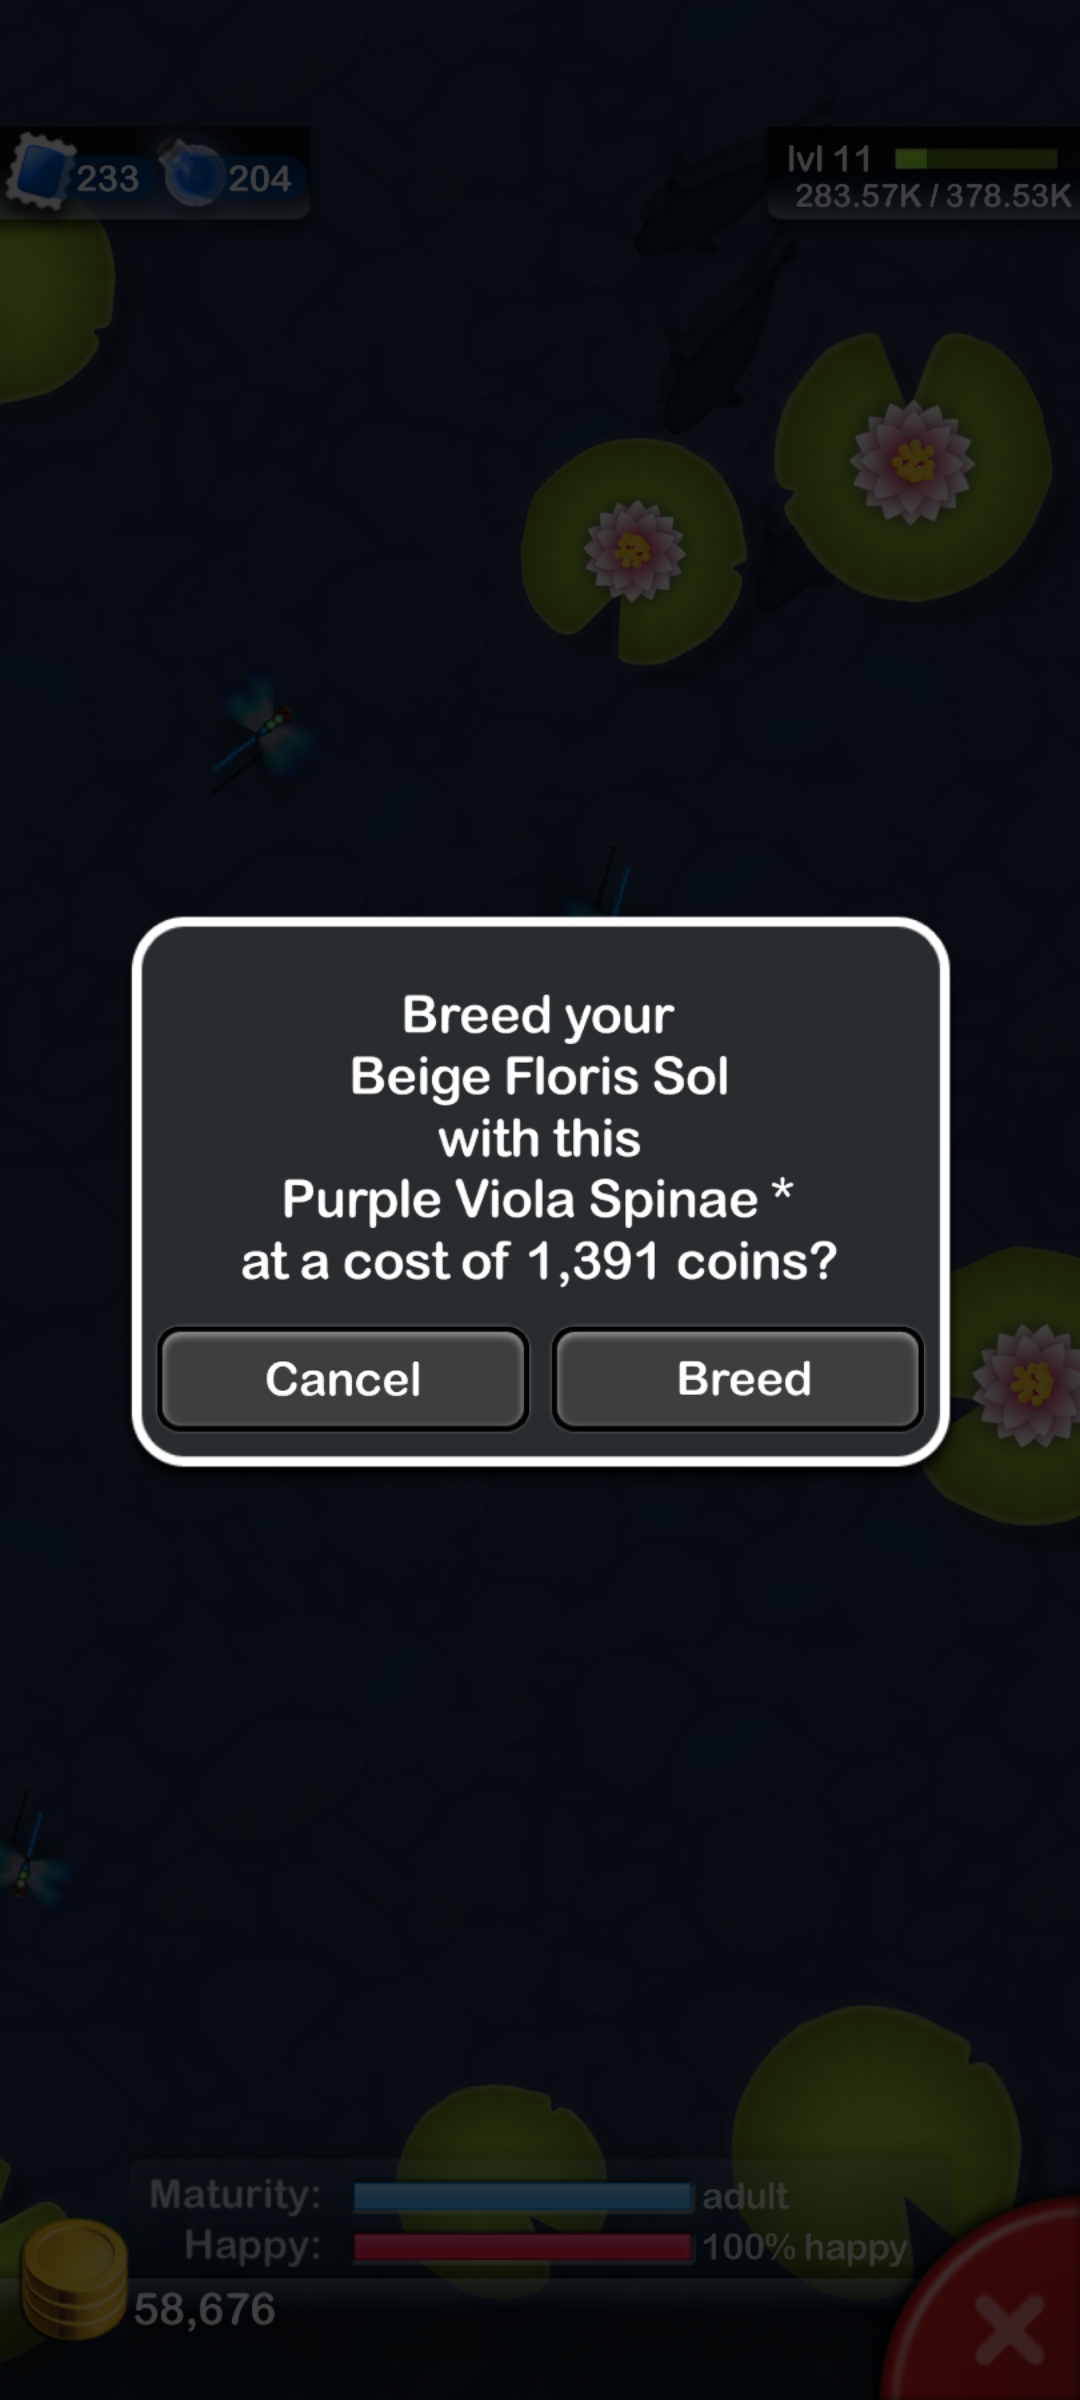 233 204
lvl 11
283.57K / 378.53K
Breed your
Beige Floris Sol
with this
Purple Viola Spinae *
at a cost of 1,391 coins?
Cancel Breed
Maturity: adult
Happy: 100% happy
58,676